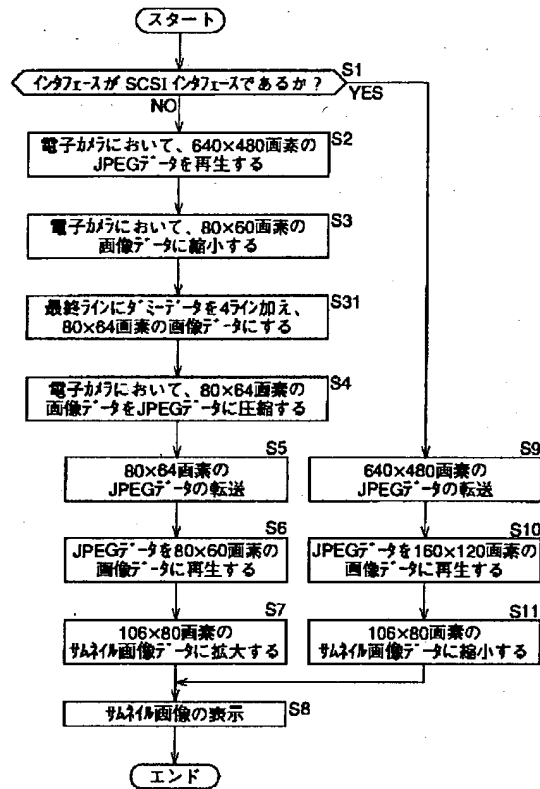 スタート
S1
インタフェースが SCSI インタフェースであるか？
YES
NO
S2
電子カメラにおいて、640×480画素の
JPEGデータを再生する
S3
電子カメラにおいて、80×60画素の
画像データに縮小する
S31
最終ラインにダミーデータを4ライン加え、
80×64画素の画像データにする
S4
電子カメラにおいて、80×64画素の
画像データをJPEGデータに圧縮する
S5
80×64画素の
JPEGデータの転送
S9
640×480画素の
JPEGデータの転送
S6
JPEGデータを80×60画素の
画像データに再生する
S10
JPEGデータを160×120画素の
画像データに再生する
S7
106×80画素の
サムネイル画像データに拡大する
S11
106×80画素の
サムネイル画像データに縮小する
サムネイル画像の表示
S8
エンド